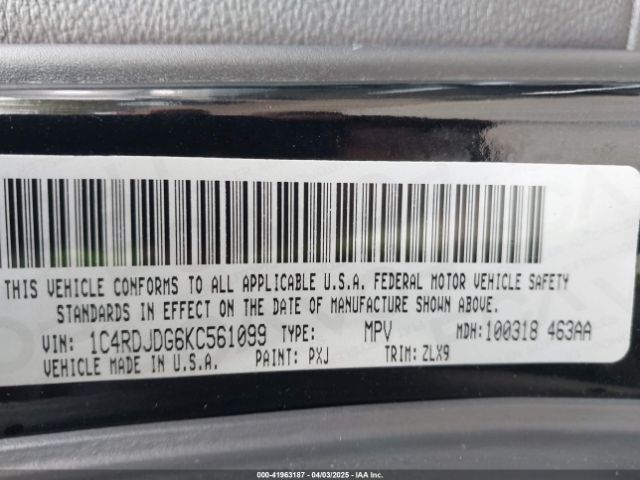 THIS VEHICLE CONFORMS TO ALL APPLICABLE U.S.A. FEDERAL MOTOR VEHICLE SAFETY
STANDARDS IN EFFECT ON THE DATE OF MANUFACTURE SHOWN ABOVE.
VIN: 1C4RDJDG6KC561099 TYPE: MPV MDH:100318 463AA
VEHICLE MADE IN U.S.A. PAINT: PXJ TRIM:ZLX9
000-41963187 - 04/03/2025 - IAA Inc.